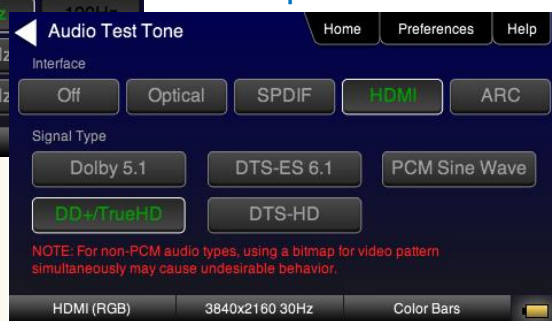 100Hz
Audio Test Tone
Home Preferences Help
Interface
Off Optical SPDIF HDMI ARC
Signal Type
Dolby 5.1 DTS-ES 6.1 PCM Sine Wave
DD+/TrueHD DTS-HD
NOTE: For non-PCM audio types, using a bitmap for video pattern
simultaneously may cause undesirable behavior.
HDMI (RGB) 3840x2160 30Hz Color Bars